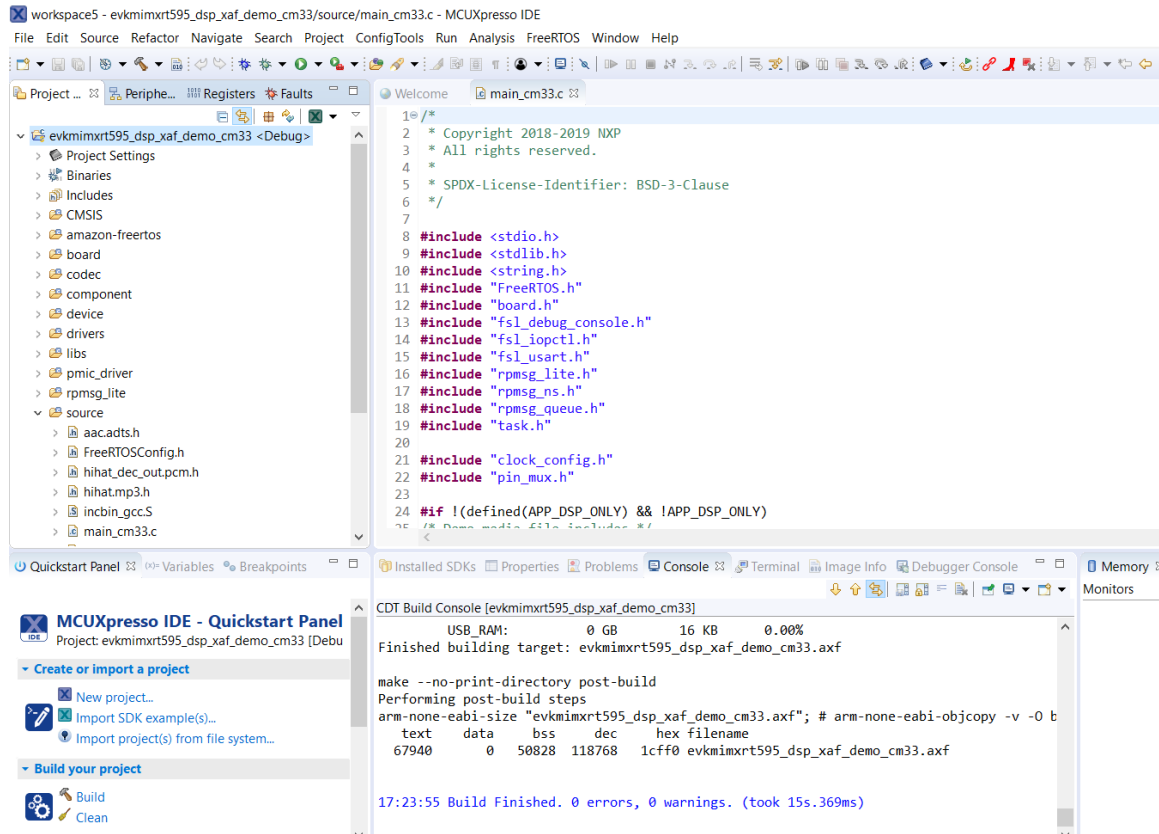 workspace5 - evkmimxrt595_dsp_xaf_demo_cm33/source/main_cm33.c - MCUXpresso IDE
File Edit Source Refactor Navigate Search Project ConfigTools Run Analysis FreeRTOS Window Help
Project ... Periphe... Registers Faults
evkmimxrt595_dsp_xaf_demo_cm33 <Debug>
Project Settings
Binaries
Includes
CMSIS
amazon-freertos
board
codec
component
device
drivers
libs
pmic_driver
rpmsg_lite
source
aac.adts.h
FreeRTOSConfig.h
hihat_dec_out.pcm.h
hihat.mp3.h
incbin_gcc.S
main_cm33.c
Welcome main_cm33.c
1 /*
2 * Copyright 2018-2019 NXP
3 * All rights reserved.
4 *
5 * SPDX-License-Identifier: BSD-3-Clause
6 */
7
8 #include <stdio.h>
9 #include <stdlib.h>
10 #include <string.h>
11 #include "FreeRTOS.h"
12 #include "board.h"
13 #include "fsl_debug_console.h"
14 #include "fsl_iopctl.h"
15 #include "fsl_usart.h"
16 #include "rpmsg_lite.h"
17 #include "rpmsg_ns.h"
18 #include "rpmsg_queue.h"
19 #include "task.h"
20
21 #include "clock_config.h"
22 #include "pin_mux.h"
23
24 #if !(defined(APP_DSP_ONLY) && !APP_DSP_ONLY)
25 /* Demo media file includes */
Quickstart Panel (x)= Variables Breakpoints
IDE
MCUXpresso IDE - Quickstart Panel
Project: evkmimxrt595_dsp_xaf_demo_cm33 [Debu
Create or import a project
New project...
Import SDK example(s)...
Import project(s) from file system...
Build your project
Build
Clean
Installed SDKs Properties Problems Console Terminal Image Info Debugger Console
CDT Build Console [evkmimxrt595_dsp_xaf_demo_cm33]
USB_RAM: 0 GB 16 KB 0.00%
Finished building target: evkmimxrt595_dsp_xaf_demo_cm33.axf
make --no-print-directory post-build
Performing post-build steps
arm-none-eabi-size "evkmimxrt595_dsp_xaf_demo_cm33.axf"; # arm-none-eabi-objcopy -v -O b
text data bss dec hex filename
67940 0 50828 118768 1cff0 evkmimxrt595_dsp_xaf_demo_cm33.axf
17:23:55 Build Finished. 0 errors, 0 warnings. (took 15s.369ms)
Memory
Monitors